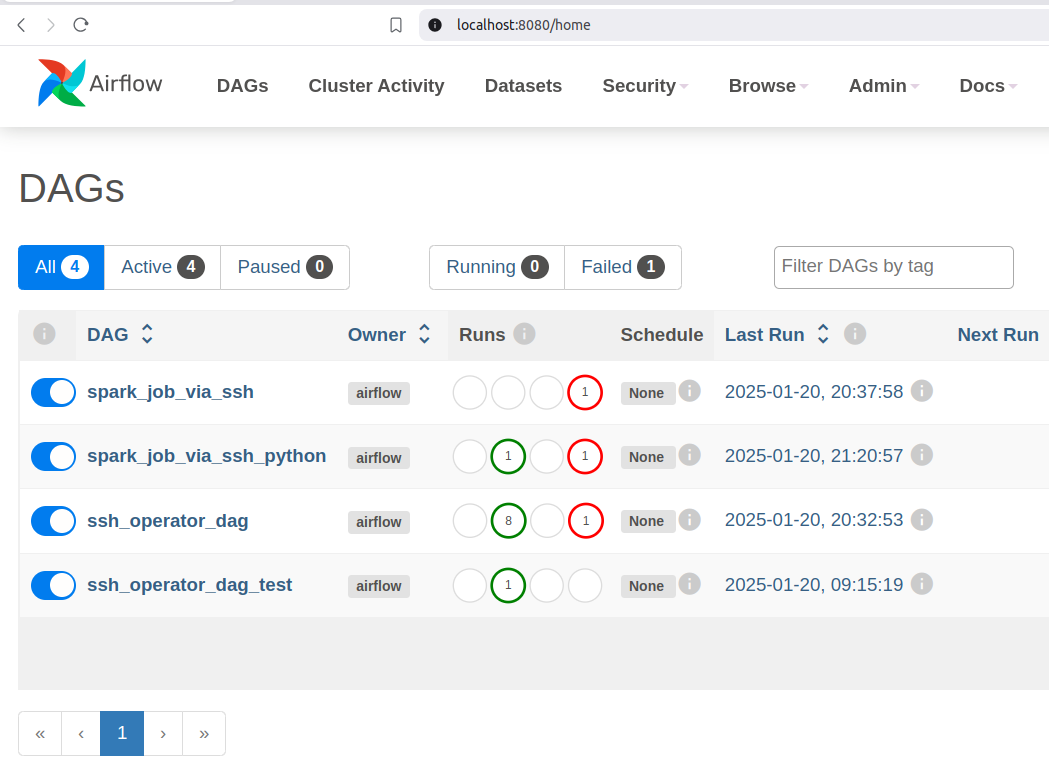 localhost:8080/home
Airflow DAGs Cluster Activity Datasets Security Browse Admin Docs
DAGs
All 4 Active 4 Paused 0 Running 0 Failed 1 Filter DAGs by tag
DAG Owner Runs Schedule Last Run Next Run
spark_job_via_ssh airflow 1 None 2025-01-20, 20:37:58
spark_job_via_ssh_python airflow 1 1 None 2025-01-20, 21:20:57
ssh_operator_dag airflow 8 1 None 2025-01-20, 20:32:53
ssh_operator_dag_test airflow 1 None 2025-01-20, 09:15:19
« ‹ 1 › »